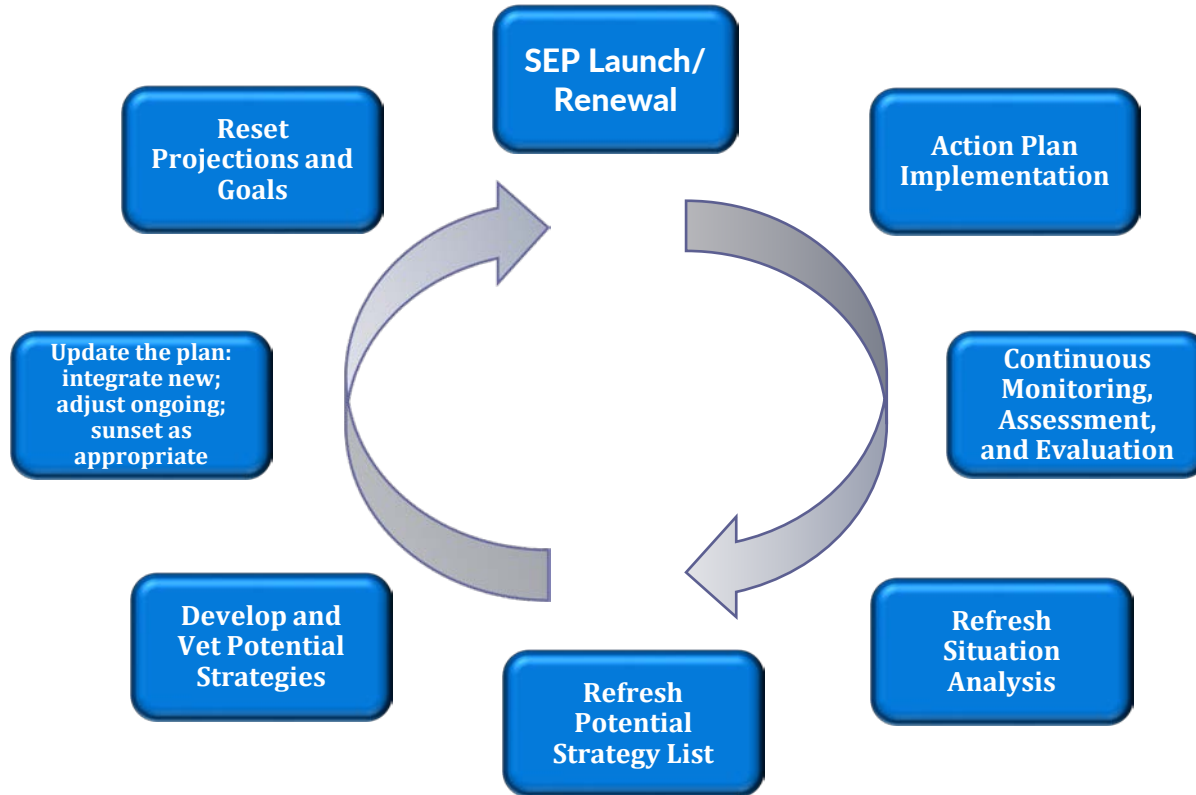 SEP Launch/
Renewal
Action Plan
Implementation
Continuous
Monitoring,
Assessment,
and Evaluation
Refresh
Situation
Analysis
Refresh
Potential
Strategy List
Develop and
Vet Potential
Strategies
Update the plan:
integrate new;
adjust ongoing;
sunset as
appropriate
Reset
Projections and
Goals